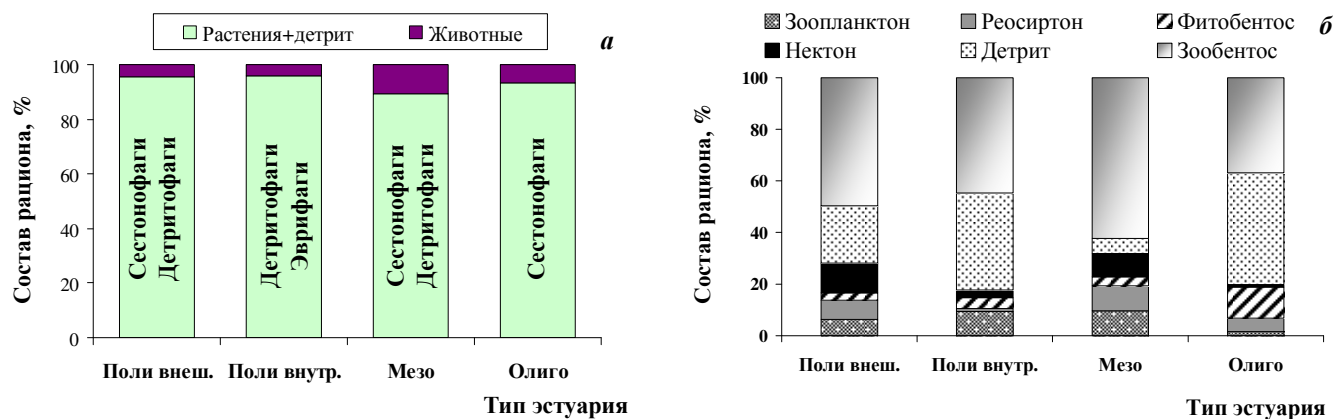 Растения+детрит Животные а
Состав рациона, %
100
80
60
40
20
0
Сестонофаги
Детритофаги
Детритофаги
Эврифаги
Сестонофаги
Детритофаги
Сестонофаги
Поли внеш. Поли внутр. Мезо Олиго
Тип эстуария
Зоопланктон Реосиртон Фитобентос б
Нектон Детрит Зообентос
Состав рациона, %
100
80
60
40
20
0
Поли внеш. Поли внутр. Мезо Олиго
Тип эстуария